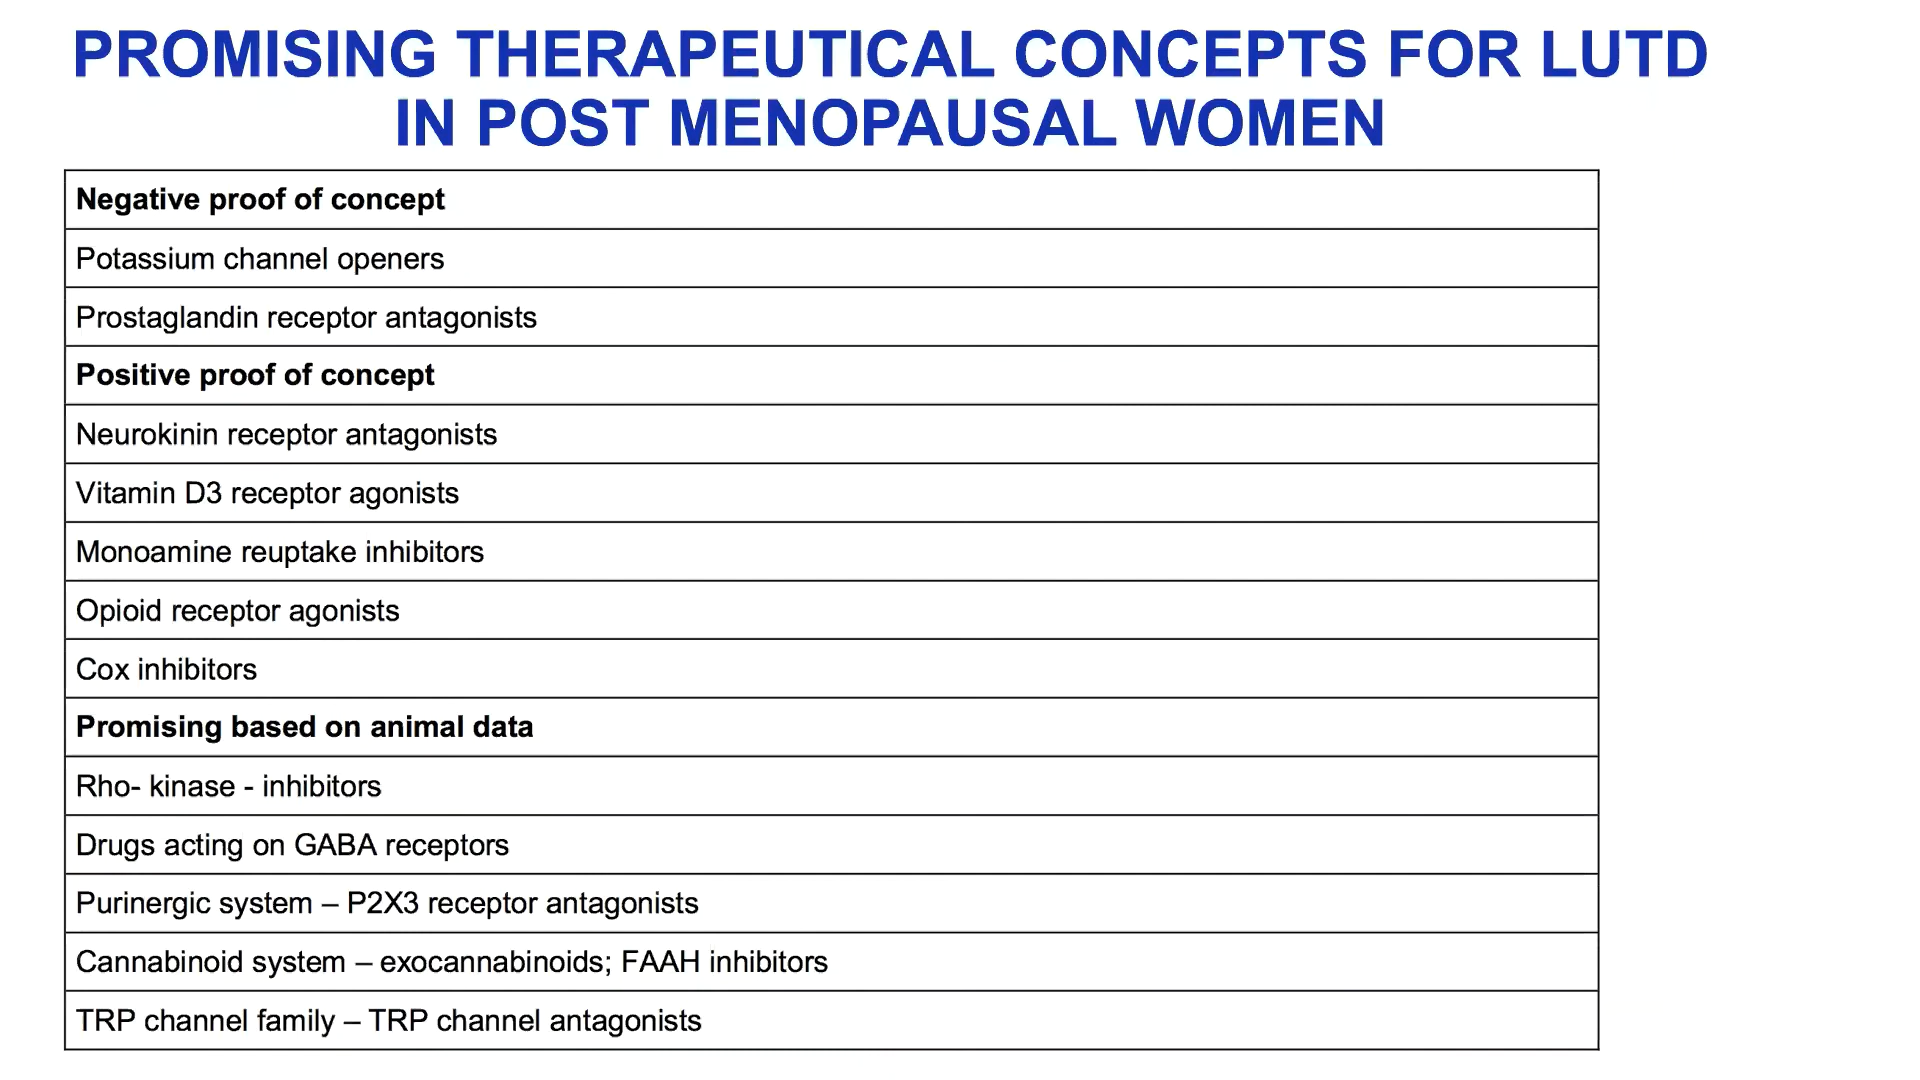 PROMISING THERAPEUTICAL CONCEPTS FOR LUTD
IN POST MENOPAUSAL WOMEN
Negative proof of concept
Potassium channel openers
Prostaglandin receptor antagonists
Positive proof of concept
Neurokinin receptor antagonists
Vitamin D3 receptor agonists
Monoamine reuptake inhibitors
Opioid receptor agonists
Cox inhibitors
Promising based on animal data
Rho- kinase - inhibitors
Drugs acting on GABA receptors
Purinergic system – P2X3 receptor antagonists
Cannabinoid system – exocannabinoids; FAAH inhibitors
TRP channel family – TRP channel antagonists